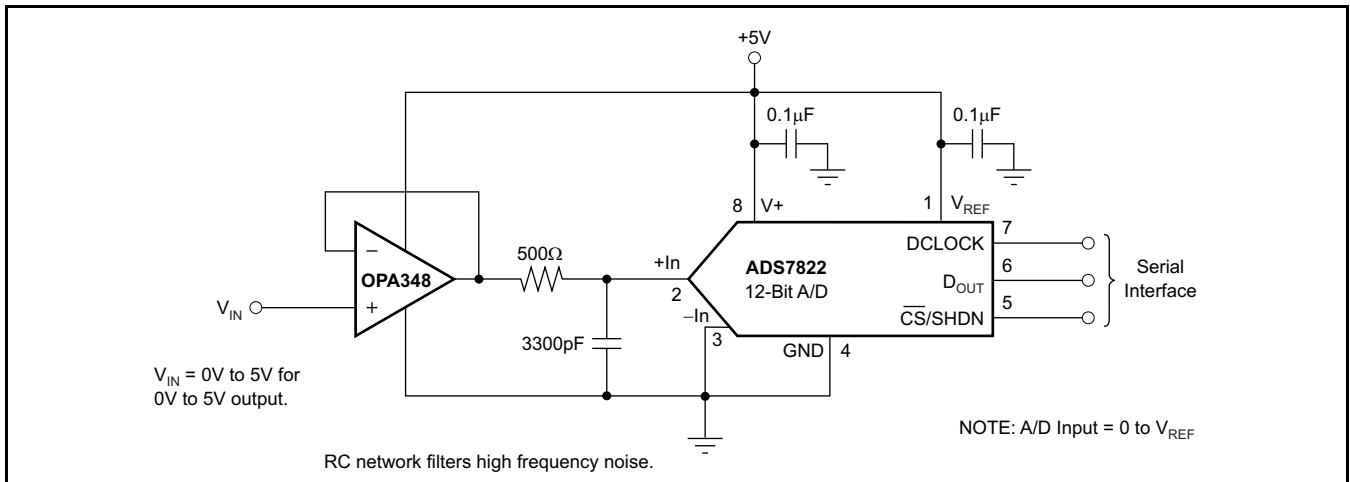 +5V
0.1μF
0.1μF
8
V+
1
V_REF
7
DCLOCK
500Ω
+In
ADS7822
6
D_OUT
Serial
Interface
−
OPA348
12-Bit A/D
2
V_IN
+
−In
5
C̅S̅/SHDN
3
3300pF
GND
4
V_IN = 0V to 5V for
0V to 5V output.
NOTE: A/D Input = 0 to V_REF
RC network filters high frequency noise.